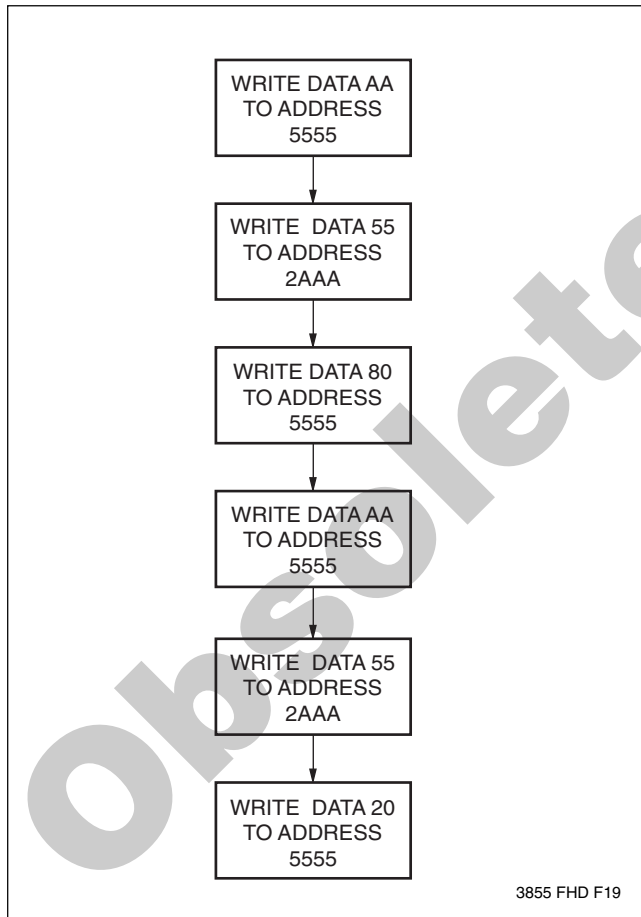 WRITE DATA AA
TO ADDRESS
5555
WRITE DATA 55
TO ADDRESS
2AAA
WRITE DATA 80
TO ADDRESS
5555
WRITE DATA AA
TO ADDRESS
5555
WRITE DATA 55
TO ADDRESS
2AAA
WRITE DATA 20
TO ADDRESS
5555
Obsolete
3855 FHD F19